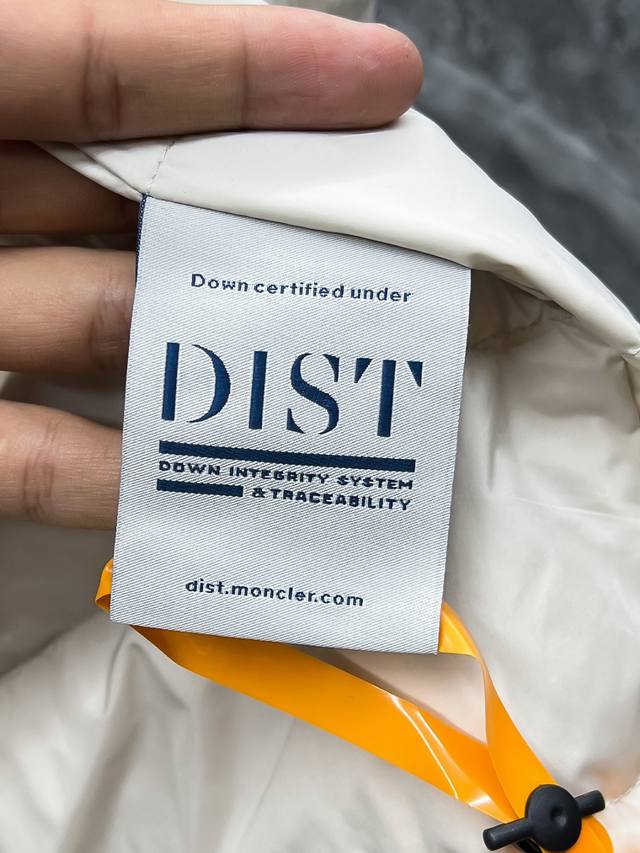 Down certified under
DIST
DOWN INTEGRITY SYSTEM
& TRACEABILITY
dist.moncler.com